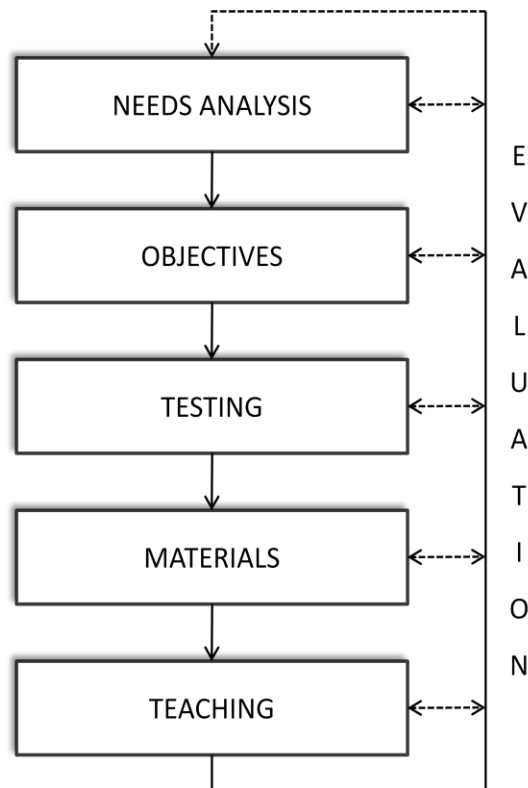 NEEDS ANALYSIS
OBJECTIVES
TESTING
MATERIALS
TEACHING
E
V
A
L
U
A
T
I
O
N